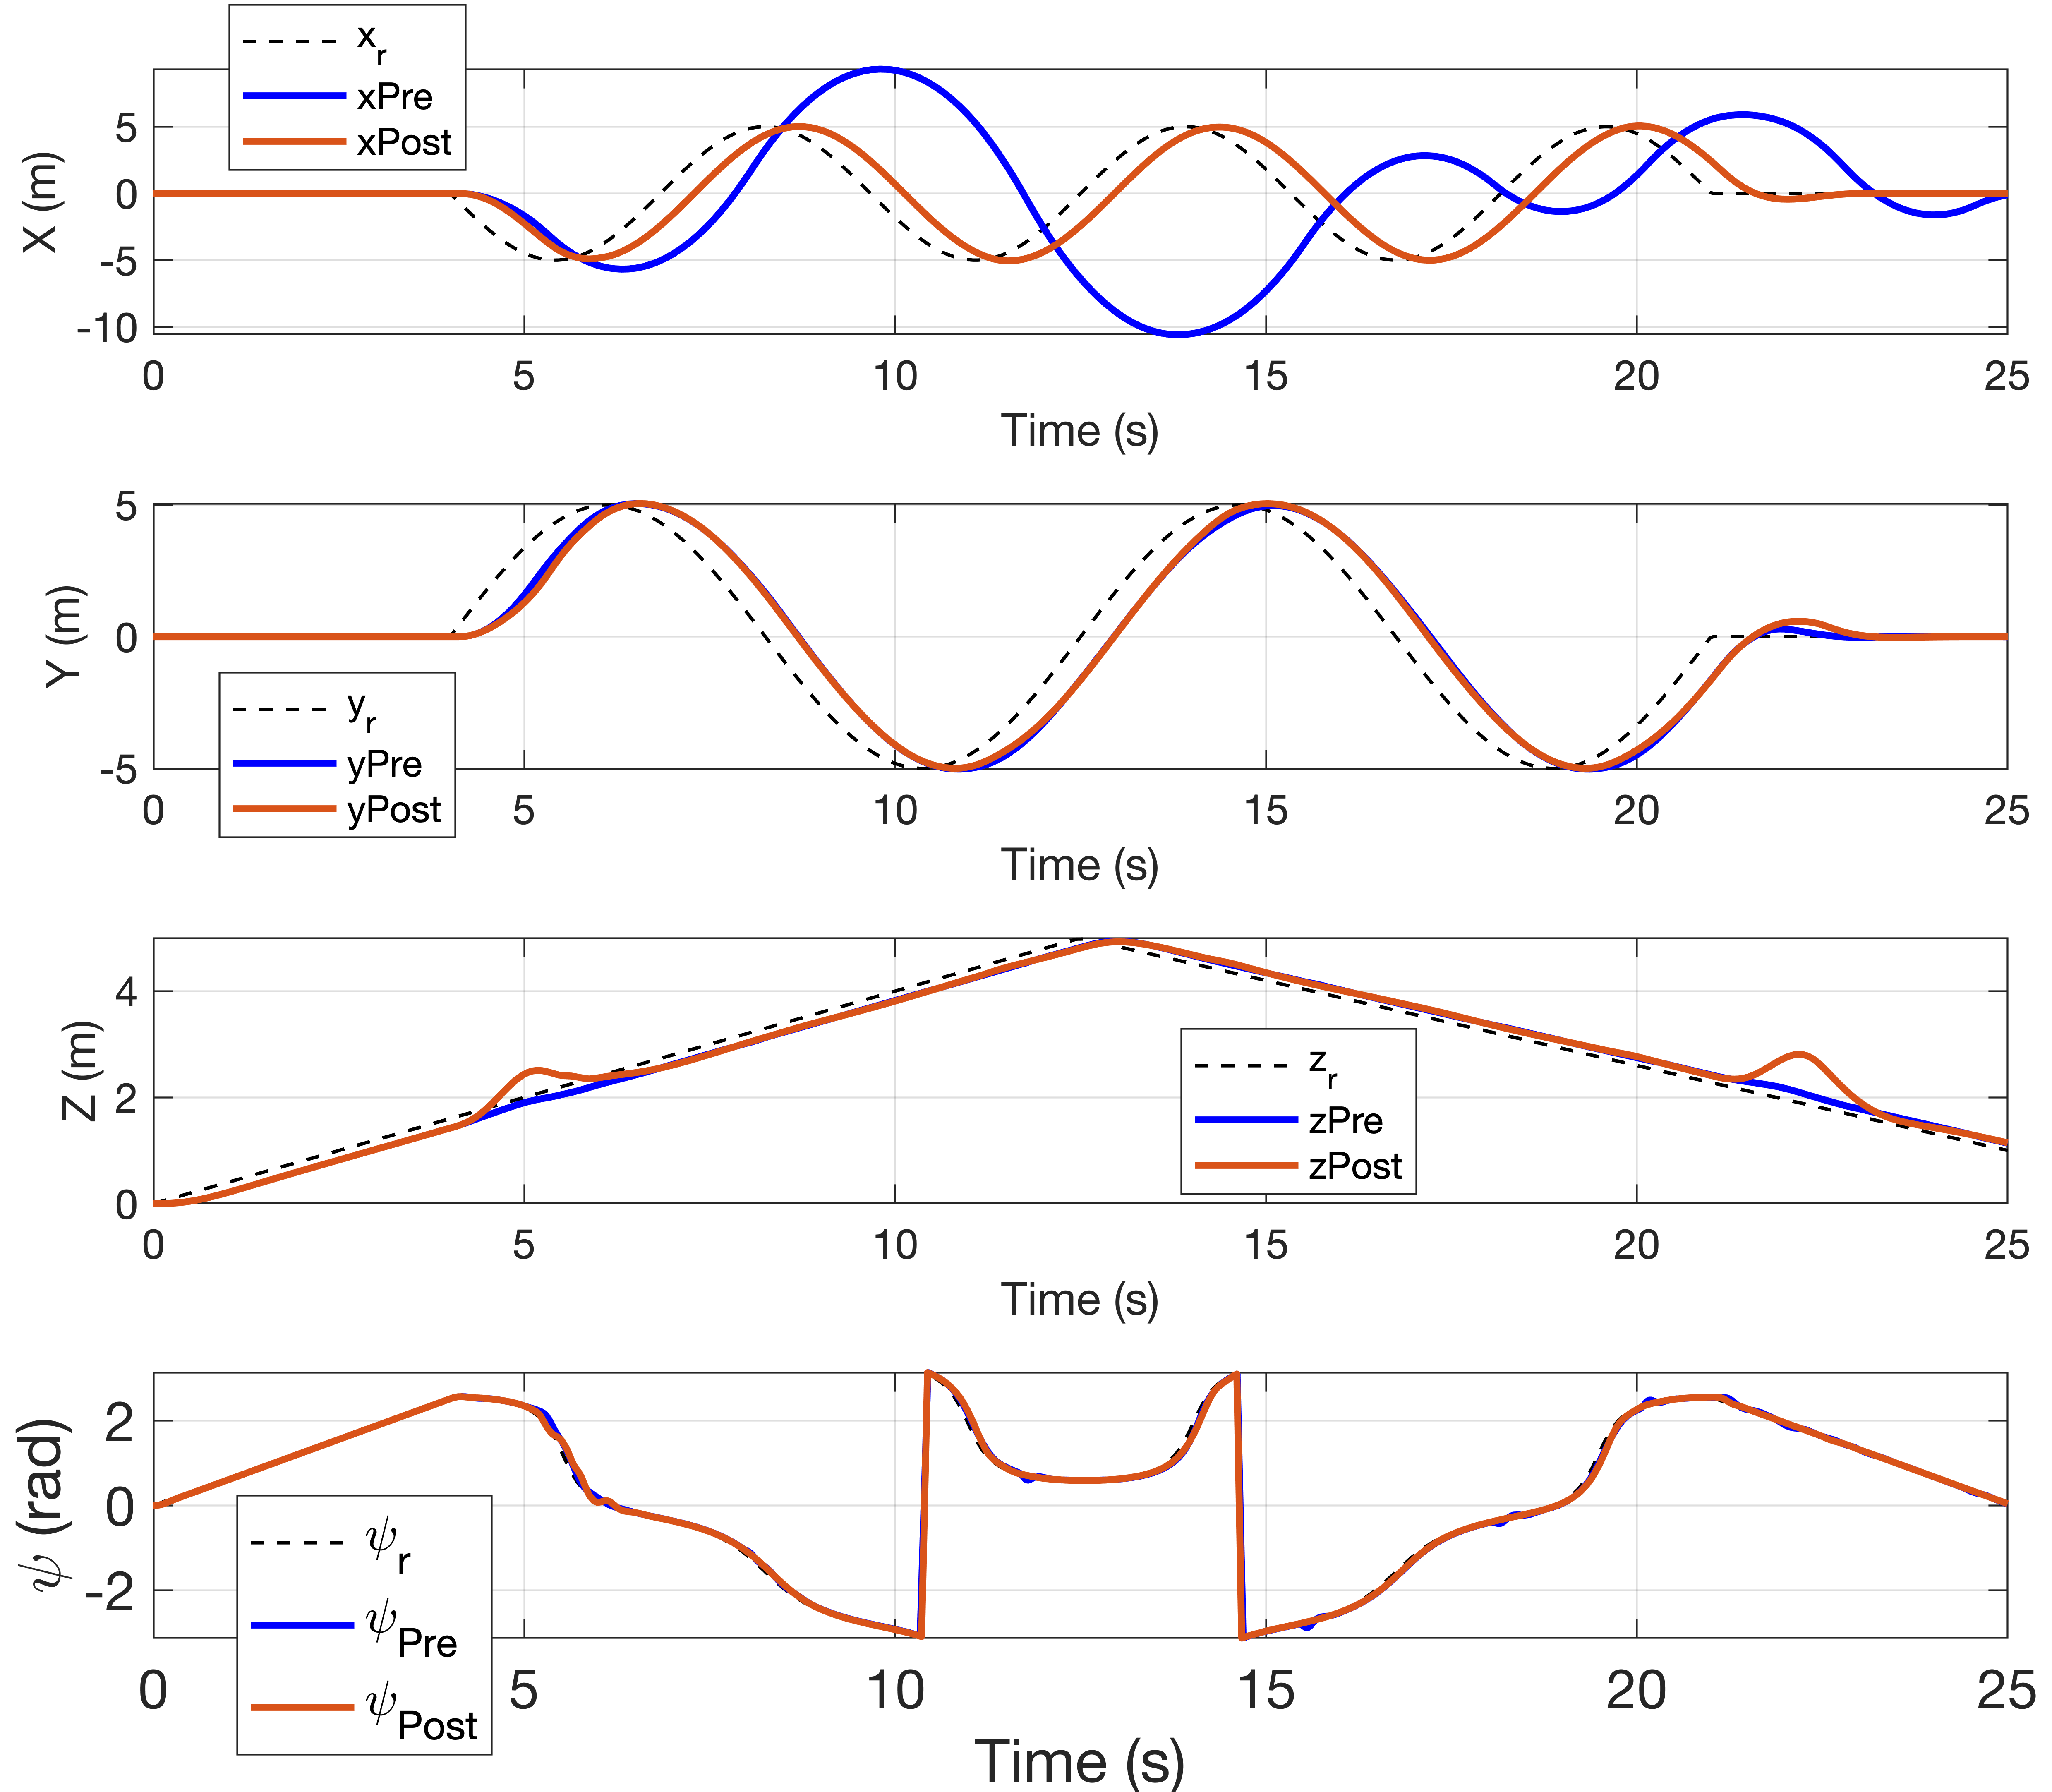 x_r
xPre
xPost
5
0
-5
-10
X (m)
0 5 10 15 20 25
Time (s)
5
0
-5
Y (m)
y_r
yPre
yPost
0 5 10 15 20 25
Time (s)
4
2
0
Z (m)
z_r
zPre
zPost
0 5 10 15 20 25
Time (s)
2
0
-2
ψ (rad)
ψ_r
ψ_Pre
ψ_Post
0 5 10 15 20 25
Time (s)